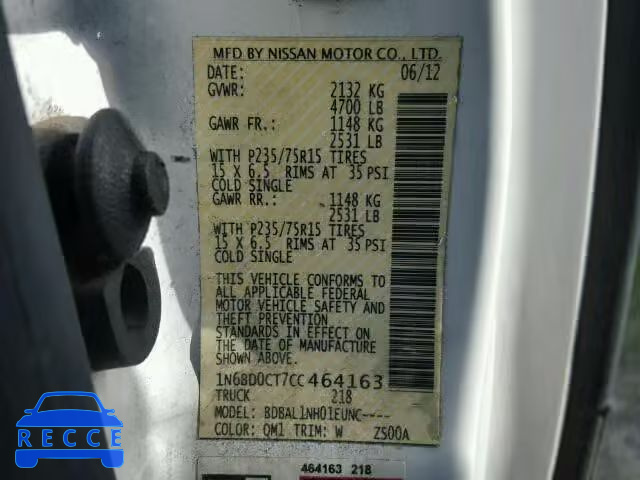 MFD BY NISSAN MOTOR CO., LTD.
DATE: 06/12
GVWR: 2132 KG
4700 LB
GAWR FR.: 1148 KG
2531 LB
WITH P235/75R15 TIRES
15 X 6.5 RIMS AT 35 PSI
COLD SINGLE
GAWR RR.: 1148 KG
2531 LB
WITH P235/75R15 TIRES
15 X 6.5 RIMS AT 35 PSI
COLD SINGLE
THIS VEHICLE CONFORMS TO
ALL APPLICABLE FEDERAL
MOTOR VEHICLE SAFETY AND
THEFT PREVENTION
STANDARDS IN EFFECT ON
THE DATE OF MANUFACTURE
SHOWN ABOVE.
1N6BD0CT7CC464163
TRUCK 218
MODEL: BDBAL1NH01EUNC----
COLOR: QM1 TRIM: W ZS00A
464163 218
RECCE